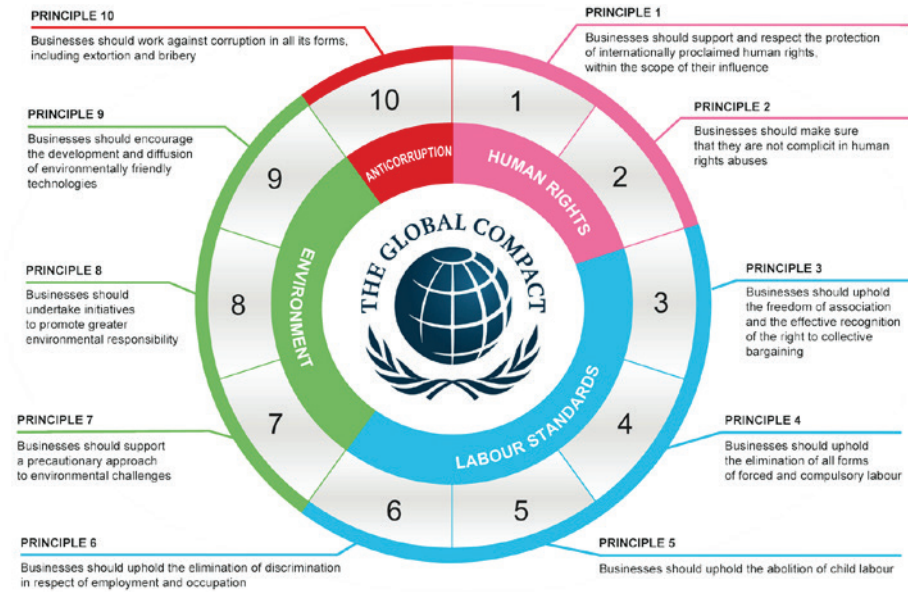 PRINCIPLE 1
Businesses should support and respect the protection
of internationally proclaimed human rights,
within the scope of their influence
PRINCIPLE 2
Businesses should make sure
that they are not complicit in human
rights abuses
PRINCIPLE 3
Businesses should uphold
the freedom of association
and the effective recognition
of the right to collective
bargaining
PRINCIPLE 4
Businesses should uphold
the elimination of all forms
of forced and compulsory labour
PRINCIPLE 5
Businesses should uphold the abolition of child labour
PRINCIPLE 6
Businesses should uphold the elimination of discrimination
in respect of employment and occupation
PRINCIPLE 7
Businesses should support
a precautionary approach
to environmental challenges
PRINCIPLE 8
Businesses should
undertake initiatives
to promote greater
environmental responsibility
PRINCIPLE 9
Businesses should encourage
the development and diffusion
of environmentally friendly
technologies
PRINCIPLE 10
Businesses should work against corruption in all its forms,
including extortion and bribery
1
2
3
4
5
6
7
8
9
10
HUMAN RIGHTS
LABOUR STANDARDS
ENVIRONMENT
ANTICORRUPTION
THE GLOBAL COMPACT